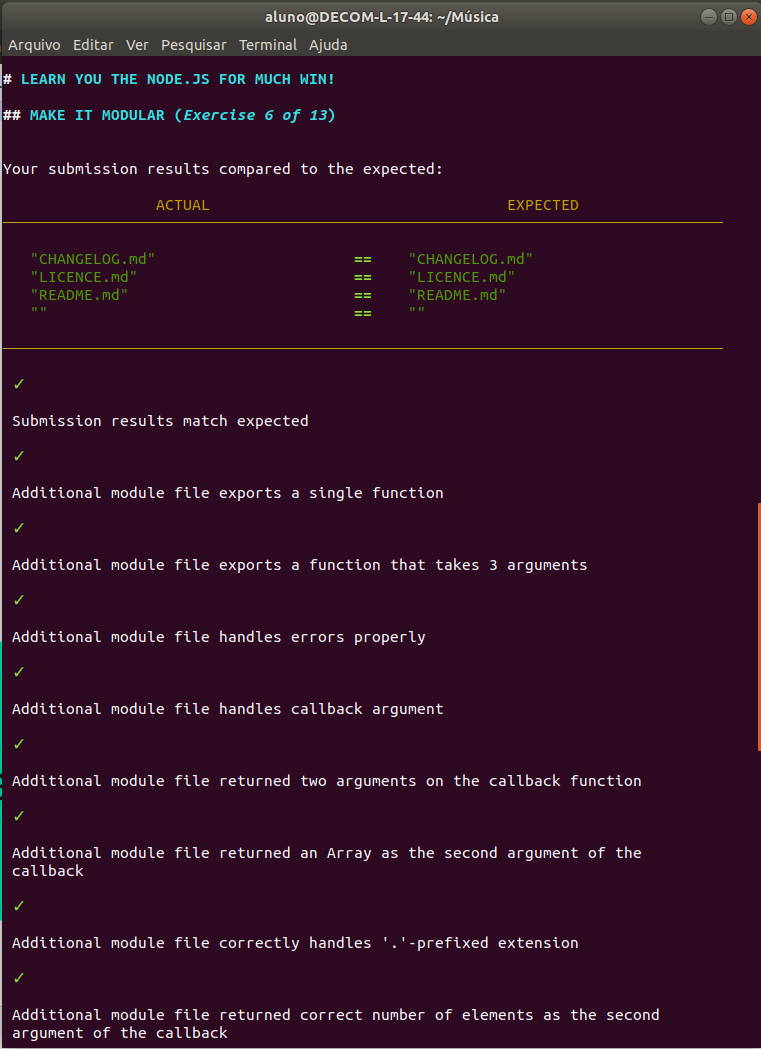 aluno@DECOM-L-17-44: ~/Música
Arquivo Editar Ver Pesquisar Terminal Ajuda
# LEARN YOU THE NODE.JS FOR MUCH WIN!
## MAKE IT MODULAR (Exercise 6 of 13)
Your submission results compared to the expected:
ACTUAL EXPECTED
"CHANGELOG.md" == "CHANGELOG.md"
"LICENCE.md" == "LICENCE.md"
"README.md" == "README.md"
"" == ""
✓
Submission results match expected
✓
Additional module file exports a single function
✓
Additional module file exports a function that takes 3 arguments
✓
Additional module file handles errors properly
✓
Additional module file handles callback argument
✓
Additional module file returned two arguments on the callback function
✓
Additional module file returned an Array as the second argument of the
callback
✓
Additional module file correctly handles '.'-prefixed extension
✓
Additional module file returned correct number of elements as the second
argument of the callback